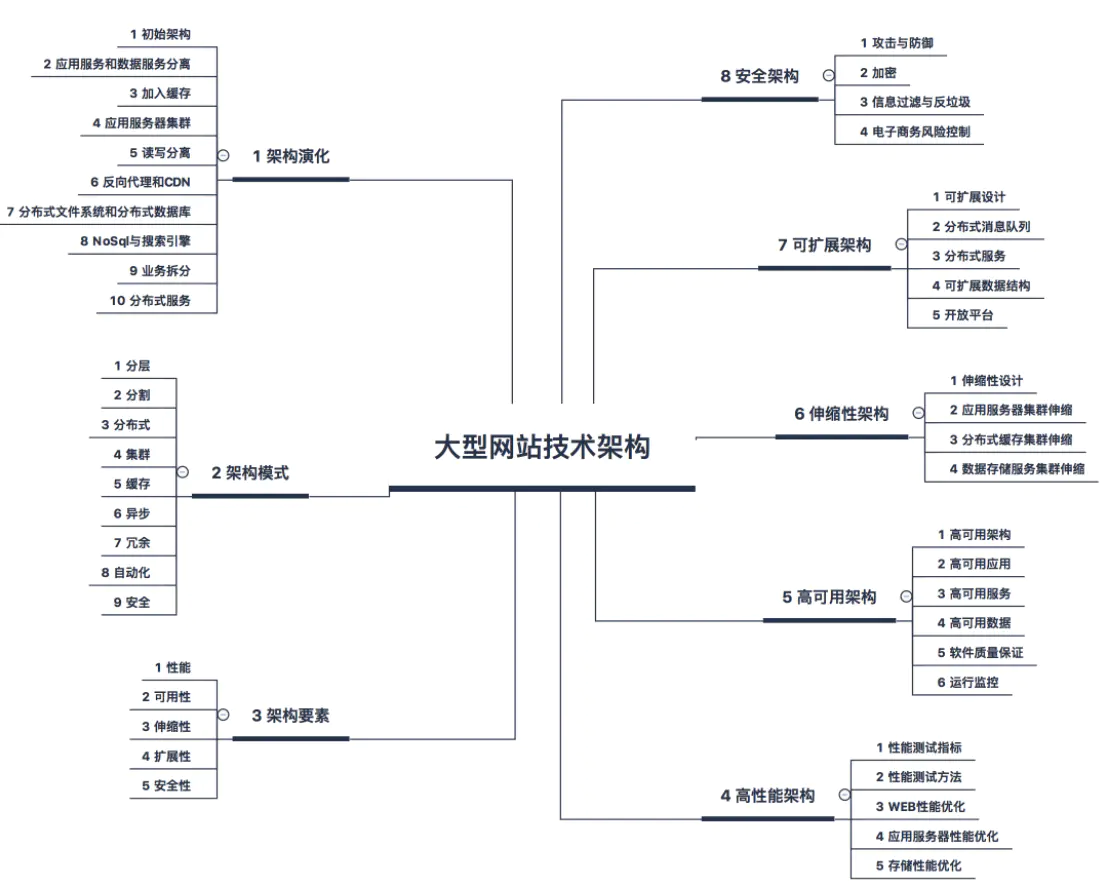 大型网站技术架构
1 架构演化
1 初始架构
2 应用服务和数据服务分离
3 加入缓存
4 应用服务器集群
5 读写分离
6 反向代理和CDN
7 分布式文件系统和分布式数据库
8 NoSql与搜索引擎
9 业务拆分
10 分布式服务
2 架构模式
1 分层
2 分割
3 分布式
4 集群
5 缓存
6 异步
7 冗余
8 自动化
9 安全
3 架构要素
1 性能
2 可用性
3 伸缩性
4 扩展性
5 安全性
4 高性能架构
1 性能测试指标
2 性能测试方法
3 WEB性能优化
4 应用服务器性能优化
5 存储性能优化
5 高可用架构
1 高可用架构
2 高可用应用
3 高可用服务
4 高可用数据
5 软件质量保证
6 运行监控
6 伸缩性架构
1 伸缩性设计
2 应用服务器集群伸缩
3 分布式缓存集群伸缩
4 数据存储服务集群伸缩
7 可扩展架构
1 可扩展设计
2 分布式消息队列
3 分布式服务
4 可扩展数据结构
5 开放平台
8 安全架构
1 攻击与防御
2 加密
3 信息过滤与反垃圾
4 电子商务风险控制